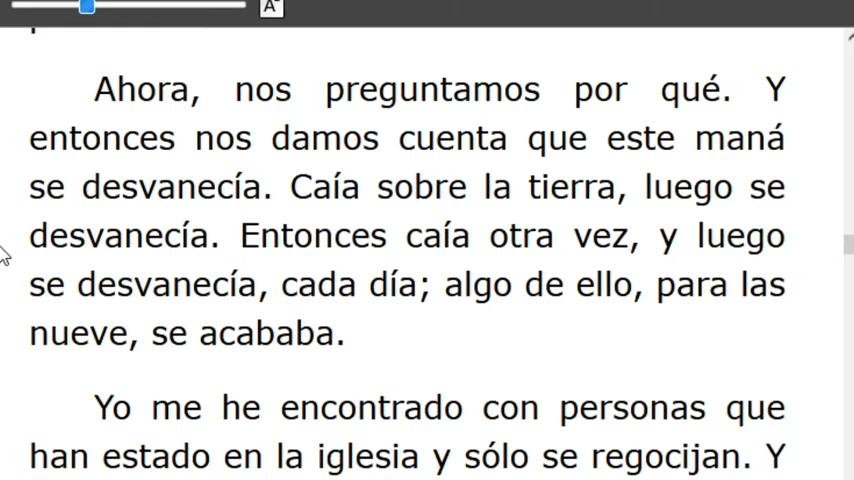 A
Ahora, nos preguntamos por qué. Y
entonces nos damos cuenta que este maná
se desvanecía. Caía sobre la tierra, luego se
desvanecía. Entonces caía otra vez, y luego
se desvanecía, cada día; algo de ello, para las
nueve, se acababa.
Yo me he encontrado con personas que
han estado en la iglesia y sólo se regocijan. Y